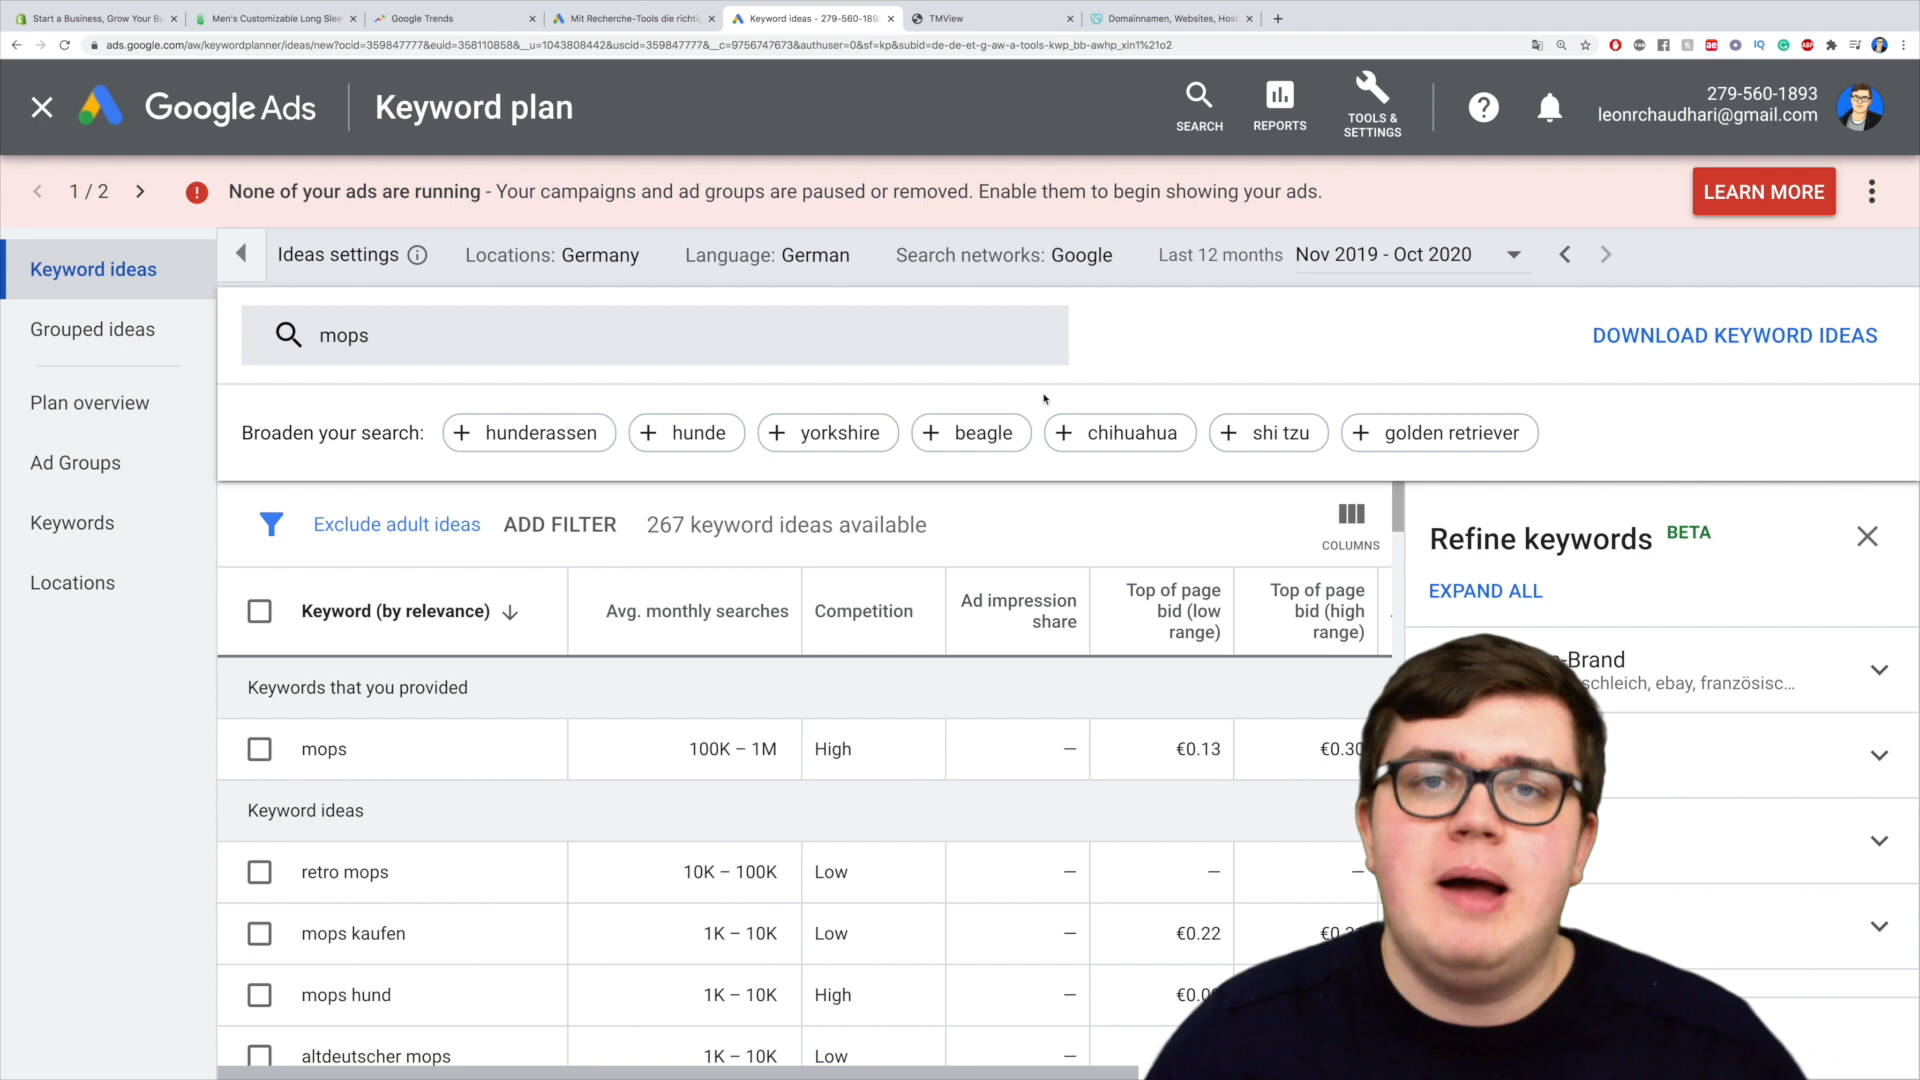 Start a Business, Grow Your Bu
Men's Customizable Long Slee
Google Trends
Mit Recherche-Tools die richtig
Keyword ideas - 279-560-189
TMView
Domainnamen, Websites, Host
ads.google.com/aw/keywordplanner/ideas/new?ocid=359847777&euid=358110858&__u=1043808442&uscid=359847777&__c=9756747673&authuser=0&sf=kp&subid=de-de-et-g-aw-a-tools-kwp_bb-awhp_xin1%21o2
Google Ads
Keyword plan
SEARCH
REPORTS
TOOLS &
SETTINGS
279-560-1893
leonrchaudhari@gmail.com
1 / 2
None of your ads are running - Your campaigns and ad groups are paused or removed. Enable them to begin showing your ads.
LEARN MORE
Keyword ideas
Grouped ideas
Plan overview
Ad Groups
Keywords
Locations
Ideas settings
Locations: Germany
Language: German
Search networks: Google
Last 12 months
Nov 2019 - Oct 2020
mops
DOWNLOAD KEYWORD IDEAS
Broaden your search:
hunderassen
hunde
yorkshire
beagle
chihuahua
shi tzu
golden retriever
Exclude adult ideas
ADD FILTER
267 keyword ideas available
COLUMNS
Refine keywords BETA
EXPAND ALL
Keyword (by relevance)
Avg. monthly searches
Competition
Ad impression
share
Top of page
bid (low
range)
Top of page
bid (high
range)
Keywords that you provided
mops
100K – 1M
High
–
€0.13
€0.30
Keyword ideas
retro mops
10K – 100K
Low
–
–
–
mops kaufen
1K – 10K
Low
–
€0.22
mops hund
1K – 10K
High
–
altdeutscher mops
1K – 10K
Low
–
-Brand
schleich, ebay, französisc...